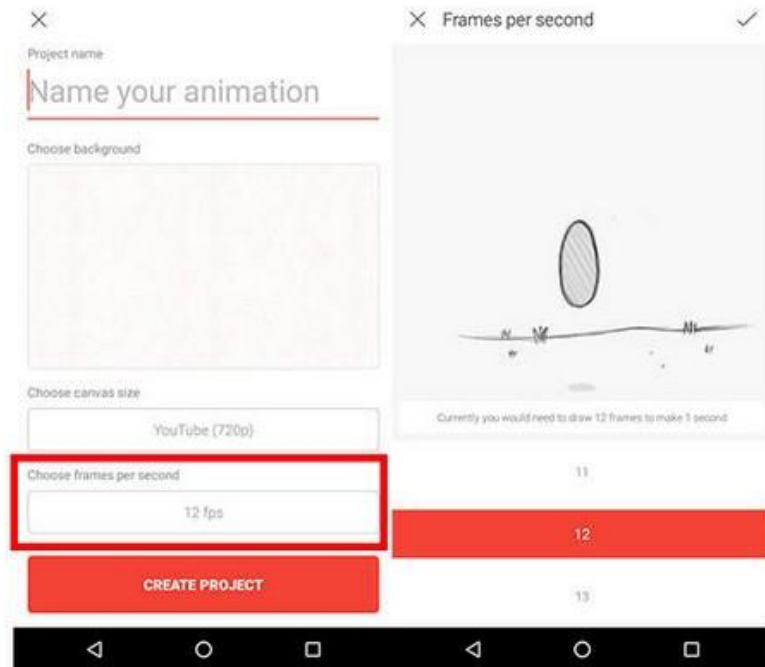 Project name
Name your animation
Choose background
Choose canvas size
YouTube (720p)
Choose frames per second
12 fps
CREATE PROJECT
Frames per second
Currently you would need to draw 12 frames to make 1 second
11
12
13